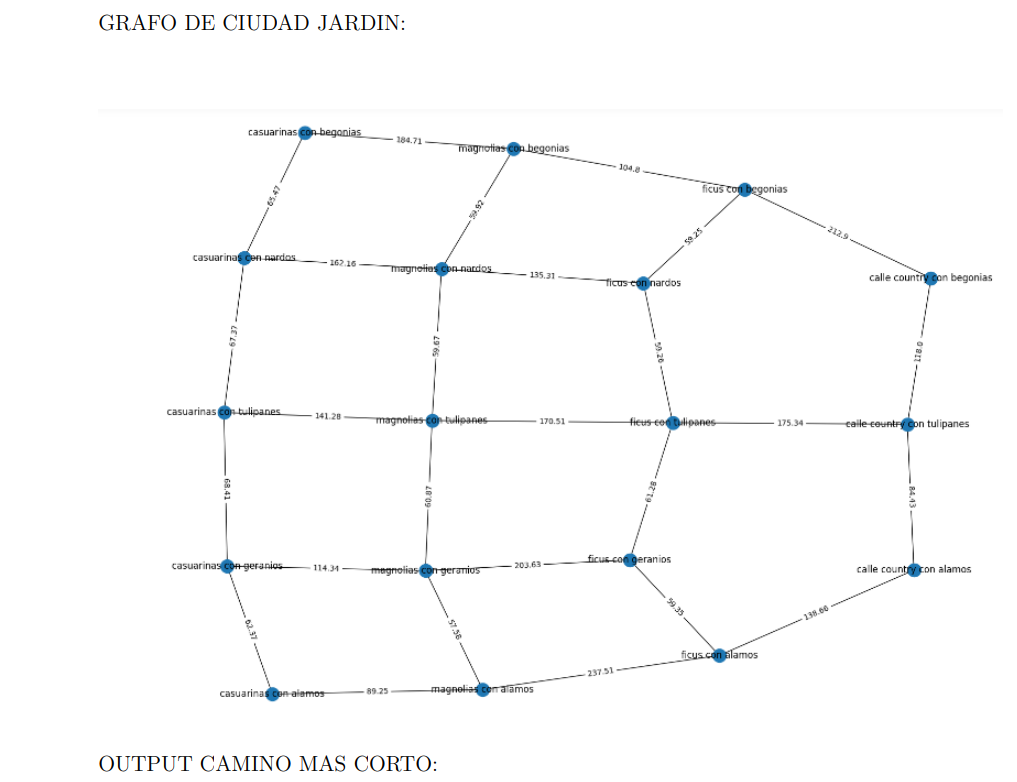 GRAFO DE CIUDAD JARDIN:
casuarinas con begonias
184.71
magnolias con begonias
104.8
ficus con begonias
65.47
59.92
59.25
212.9
casuarinas con nardos
162.16
magnolias con nardos
135.31
ficus con nardos
calle country con begonias
67.37
59.67
59.26
118.0
casuarinas con tulipanes
141.28
magnolias con tulipanes
170.51
ficus con tulipanes
175.34
calle country con tulipanes
68.41
60.87
61.28
84.43
casuarinas con geranios
114.34
magnolias con geranios
203.63
ficus con geranios
calle country con alamos
62.37
57.58
59.35
138.66
casuarinas con alamos
89.25
magnolias con alamos
237.51
ficus con alamos
OUTPUT CAMINO MAS CORTO: